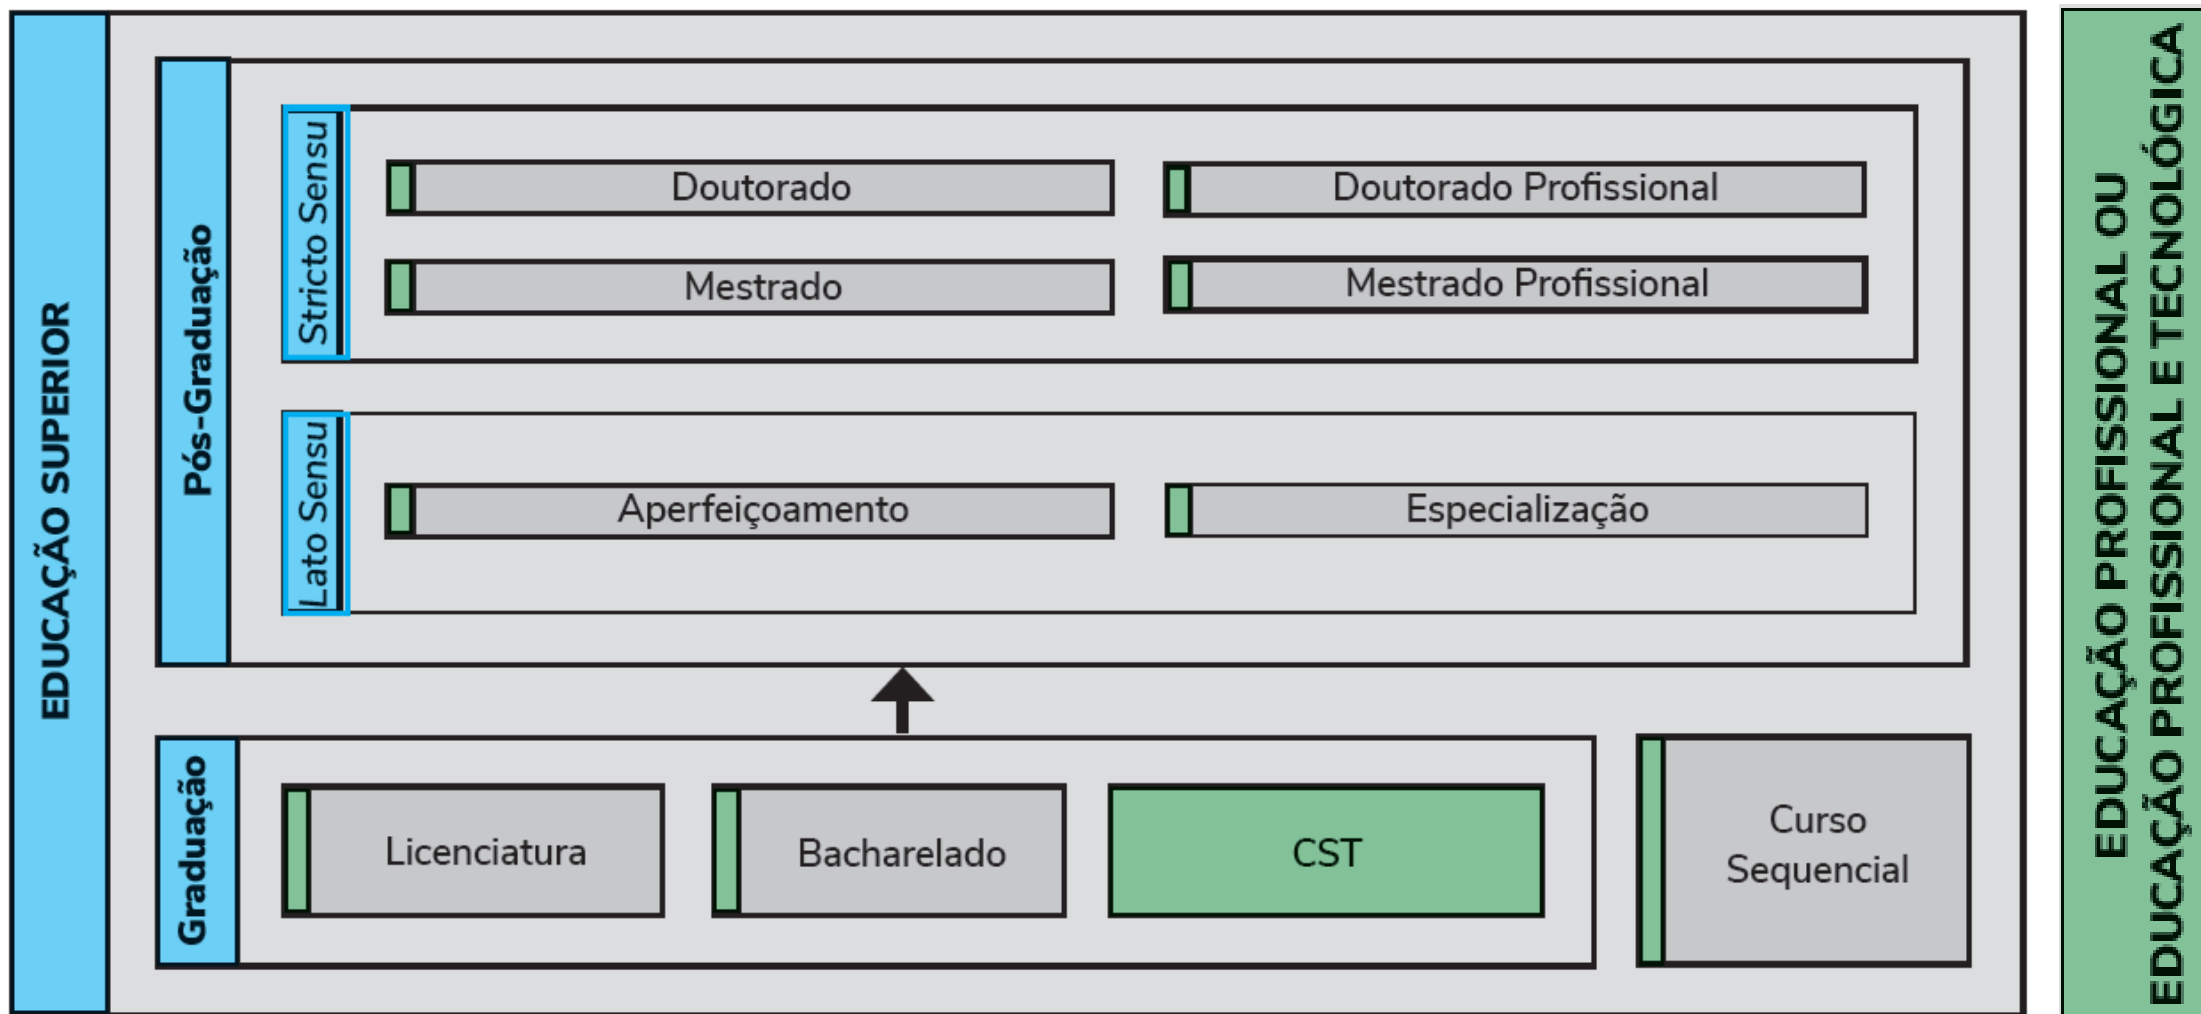 EDUCAÇÃO SUPERIOR
Pós-Graduação
Stricto Sensu
Doutorado
Doutorado Profissional
Mestrado
Mestrado Profissional
Lato Sensu
Aperfeiçoamento
Especialização
Graduação
Licenciatura
Bacharelado
CST
Curso
Sequencial
EDUCAÇÃO PROFISSIONAL OU
EDUCAÇÃO PROFISSIONAL E TECNOLÓGICA